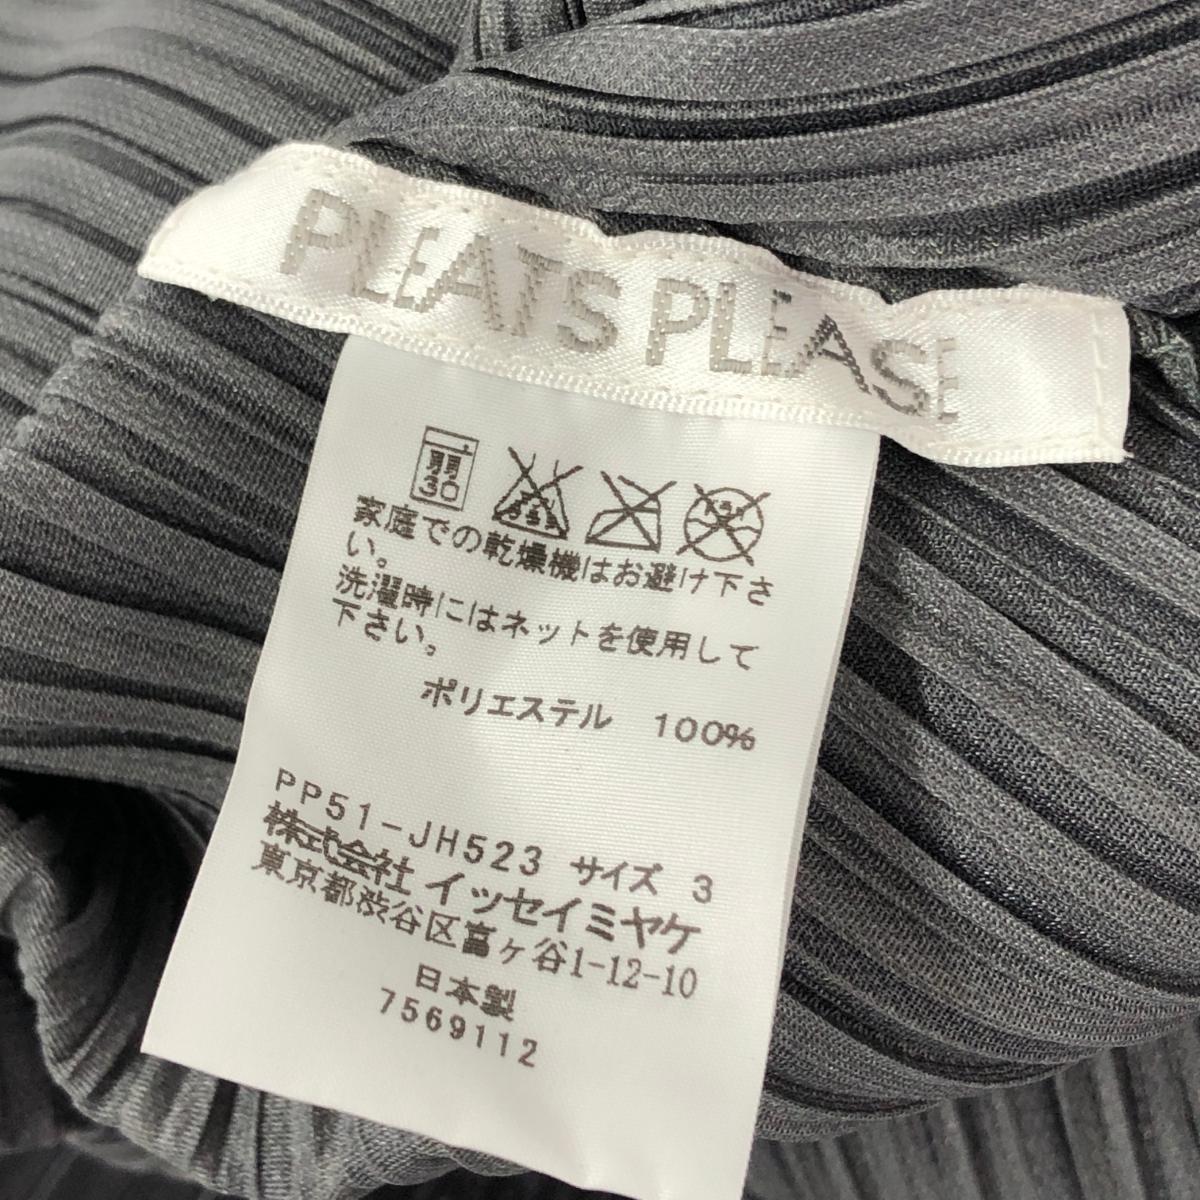 PLEATS PLEASE
弱
30
家庭での乾燥機はお避け下さ
い。
洗濯時にはネットを使用して
下さい。
ポリエステル 100%
PP51-JH523 サイズ 3
株式会社 イッセイミヤケ
東京都渋谷区富ヶ谷1-12-10
日本製
7569112